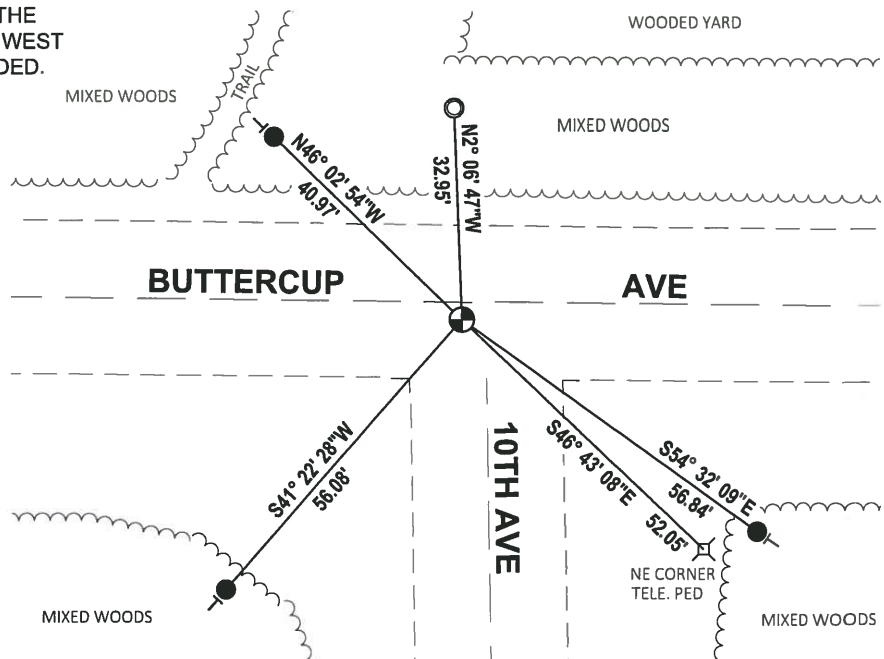 THE
WEST
DED.
WOODED YARD
MIXED WOODS
TRAIL
MIXED WOODS
N46° 02' 54"W
40.97'
N2° 06' 47"W
32.95'
BUTTERCUP AVE
S41° 22' 28"W
56.08'
10TH AVE
S46° 43' 08"E
52.05'
S54° 32' 09"E
56.84'
NE CORNER
TELE. PED
MIXED WOODS
MIXED WOODS